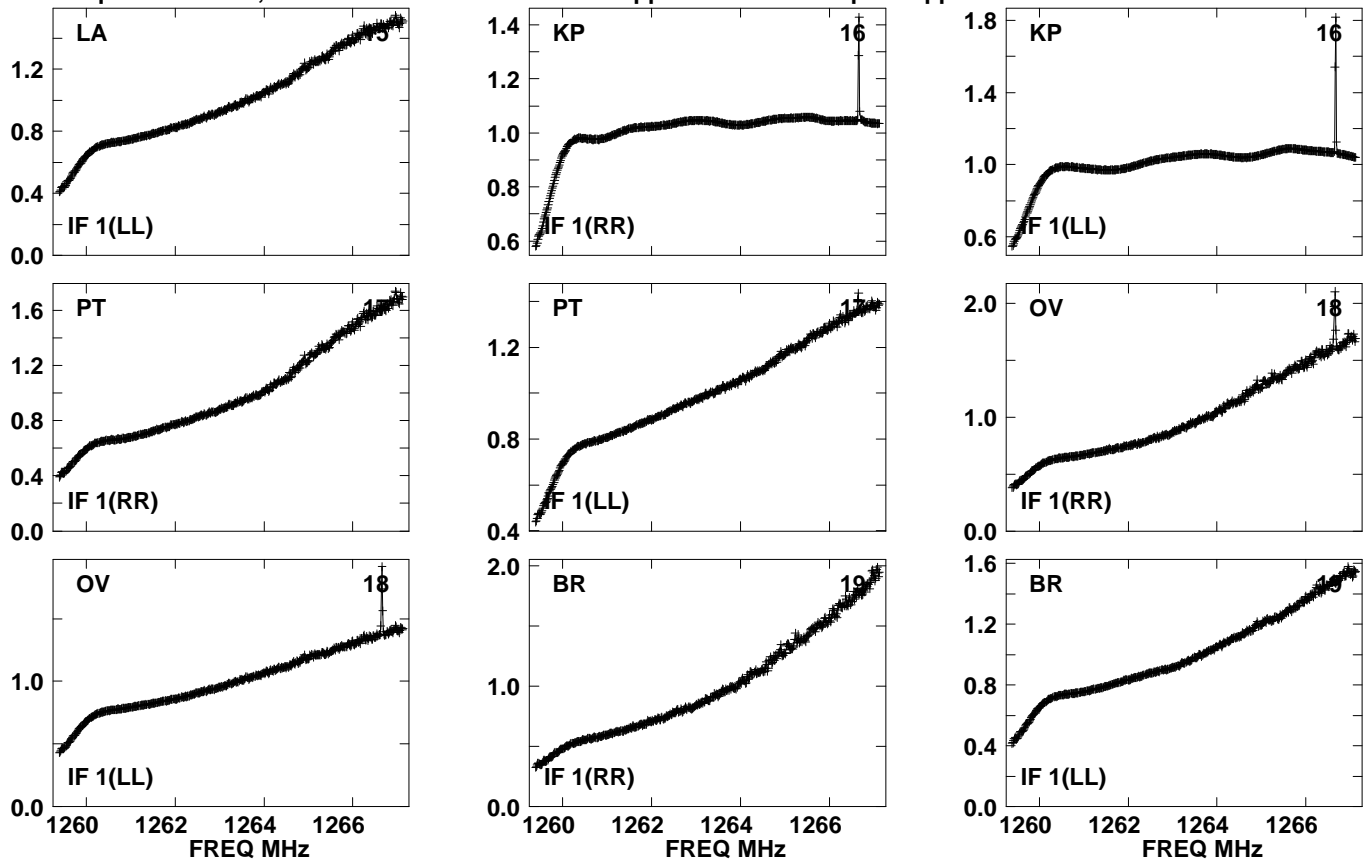 LA 15
1.2
0.8
0.4
0.0
IF 1(LL)
KP 16
1.4
1.2
1.0
0.8
0.6
IF 1(RR)
KP 16
1.8
1.4
1.0
0.6
IF 1(LL)
PT 17
1.6
1.2
0.8
0.4
0.0
IF 1(RR)
PT 17
1.2
0.8
0.4
IF 1(LL)
OV 18
2.0
1.0
0.0
IF 1(RR)
OV 18
1.0
0.0
IF 1(LL)
1260 1262 1264 1266
FREQ MHz
BR 19
2.0
1.0
0.0
IF 1(RR)
1260 1262 1264 1266
FREQ MHz
BR 19
1.6
1.2
0.8
0.4
0.0
IF 1(LL)
1260 1262 1264 1266
FREQ MHz